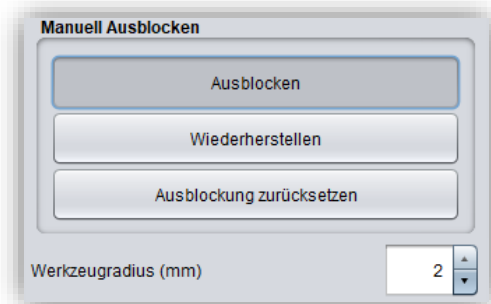 Manuell Ausblocken
Ausblocken
Wiederherstellen
Ausblockung zurücksetzen
Werkzeugradius (mm) 2